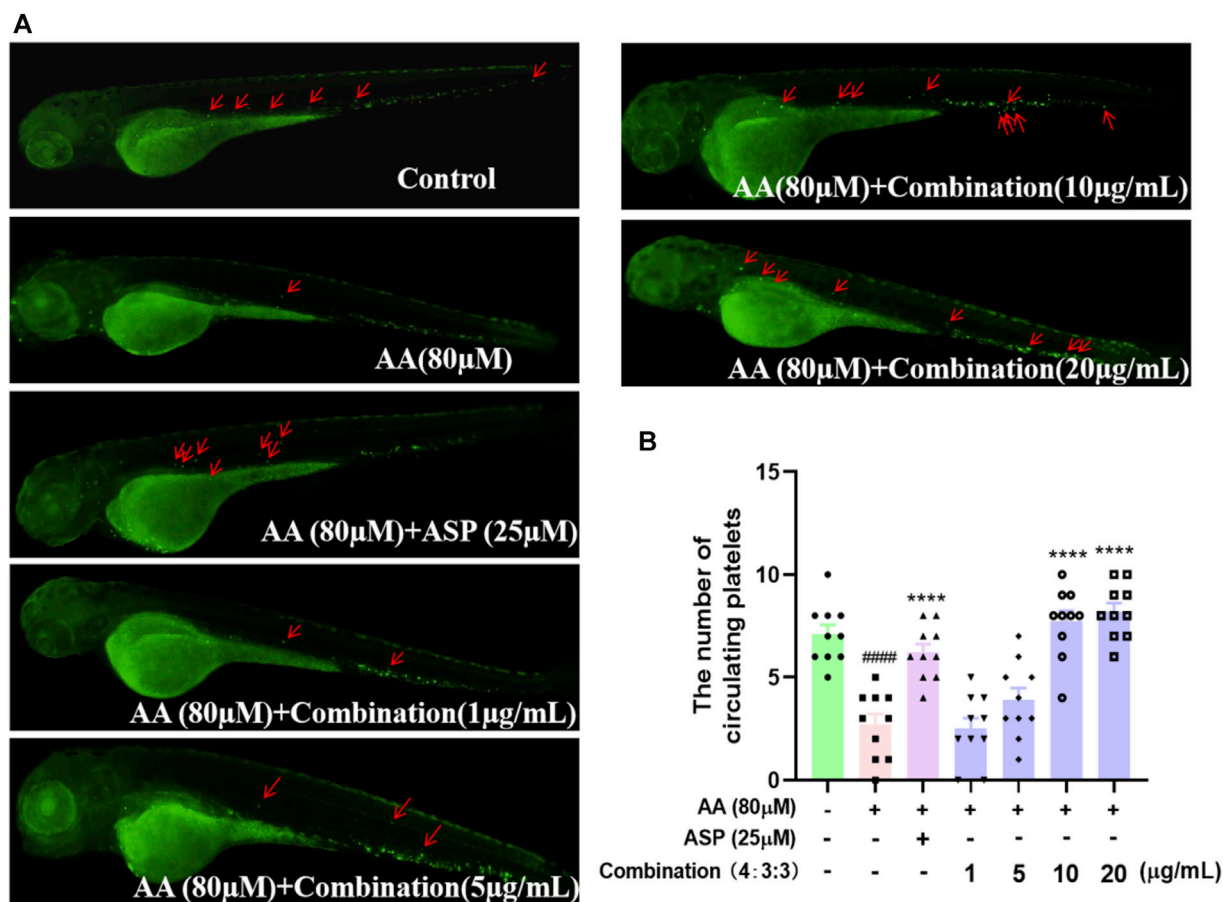 A
Control
AA(80μM)
AA (80μM)+ASP (25μM)
AA (80μM)+Combination(1μg/mL)
AA (80μM)+Combination(5μg/mL)
AA(80μM)+Combination(10μg/mL)
AA (80μM)+Combination(20μg/mL)
B
The number of
circulating platelets
15
10
5
0
####
****
****
****
AA (80μM) - + + + + + +
ASP (25μM) - - + - - - -
Combination (4:3:3) - - - 1 5 10 20 (μg/mL)